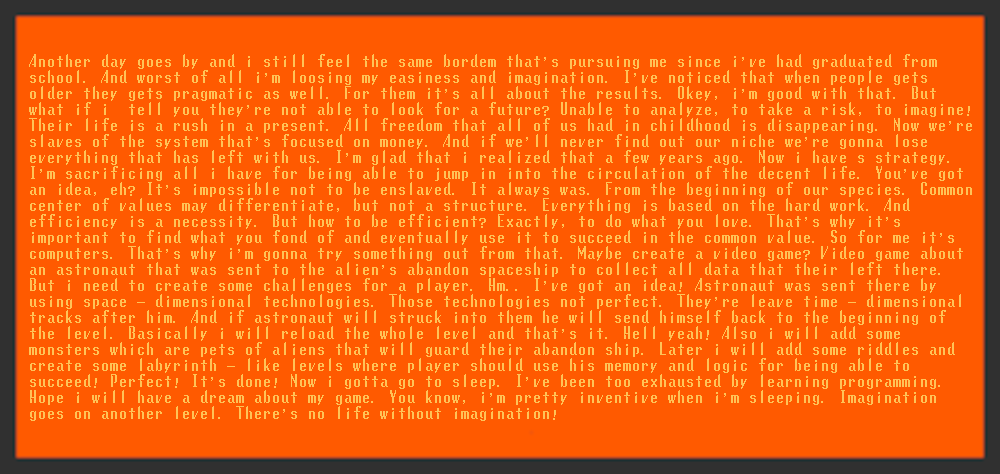 Another day goes by and i still feel the same bordem that's pursuing me since i've had graduated from
school. And worst of all i'm loosing my easiness and imagination. I've noticed that when people gets
older they gets pragmatic as well. For them it's all about the results. Okey, i'm good with that. But
what if i tell you they're not able to look for a future? Unable to analyze, to take a risk, to imagine!
Their life is a rush in a present. All freedom that all of us had in childhood is disappearing. Now we're
slaves of the system that's focused on money. And if we'll never find out our niche we're gonna lose
everything that has left with us. I'm glad that i realized that a few years ago. Now i have s strategy.
I'm sacrificing all i have for being able to jump in into the circulation of the decent life. You've got
an idea, eh? It's impossible not to be enslaved. It always was. From the beginning of our species. Common
center of values may differentiate, but not a structure. Everything is based on the hard work. And
efficiency is a necessity. But how to be efficient? Exactly, to do what you love. That's why it's
important to find what you fond of and eventually use it to succeed in the common value. So for me it's
computers. That's why i'm gonna try something out from that. Maybe create a video game? Video game about
an astronaut that was sent to the alien's abandon spaceship to collect all data that their left there.
But i need to create some challenges for a player. Hm.. I've got an idea! Astronaut was sent there by
using space - dimensional technologies. Those technologies not perfect. They're leave time - dimensional
tracks after him. And if astronaut will struck into them he will send himself back to the beginning of
the level. Basically i will reload the whole level and that's it. Hell yeah! Also i will add some
monsters which are pets of aliens that will guard their abandon ship. Later i will add some riddles and
create some labyrinth - like levels where player should use his memory and logic for being able to
succeed! Perfect! It's done! Now i gotta go to sleep. I've been too exhausted by learning programming.
Hope i will have a dream about my game. You know, i'm pretty inventive when i'm sleeping. Imagination
goes on another level. There's no life without imagination!